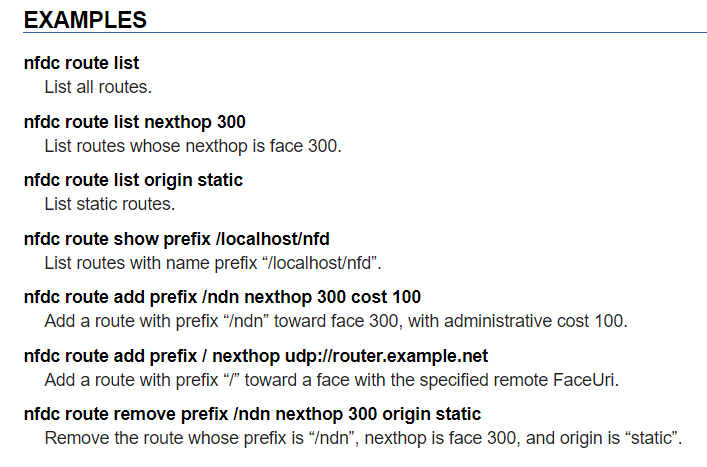 EXAMPLES
nfdc route list
List all routes.
nfdc route list nexthop 300
List routes whose nexthop is face 300.
nfdc route list origin static
List static routes.
nfdc route show prefix /localhost/nfd
List routes with name prefix “/localhost/nfd”.
nfdc route add prefix /ndn nexthop 300 cost 100
Add a route with prefix “/ndn” toward face 300, with administrative cost 100.
nfdc route add prefix / nexthop udp://router.example.net
Add a route with prefix “/” toward a face with the specified remote FaceUri.
nfdc route remove prefix /ndn nexthop 300 origin static
Remove the route whose prefix is “/ndn”, nexthop is face 300, and origin is “static”.